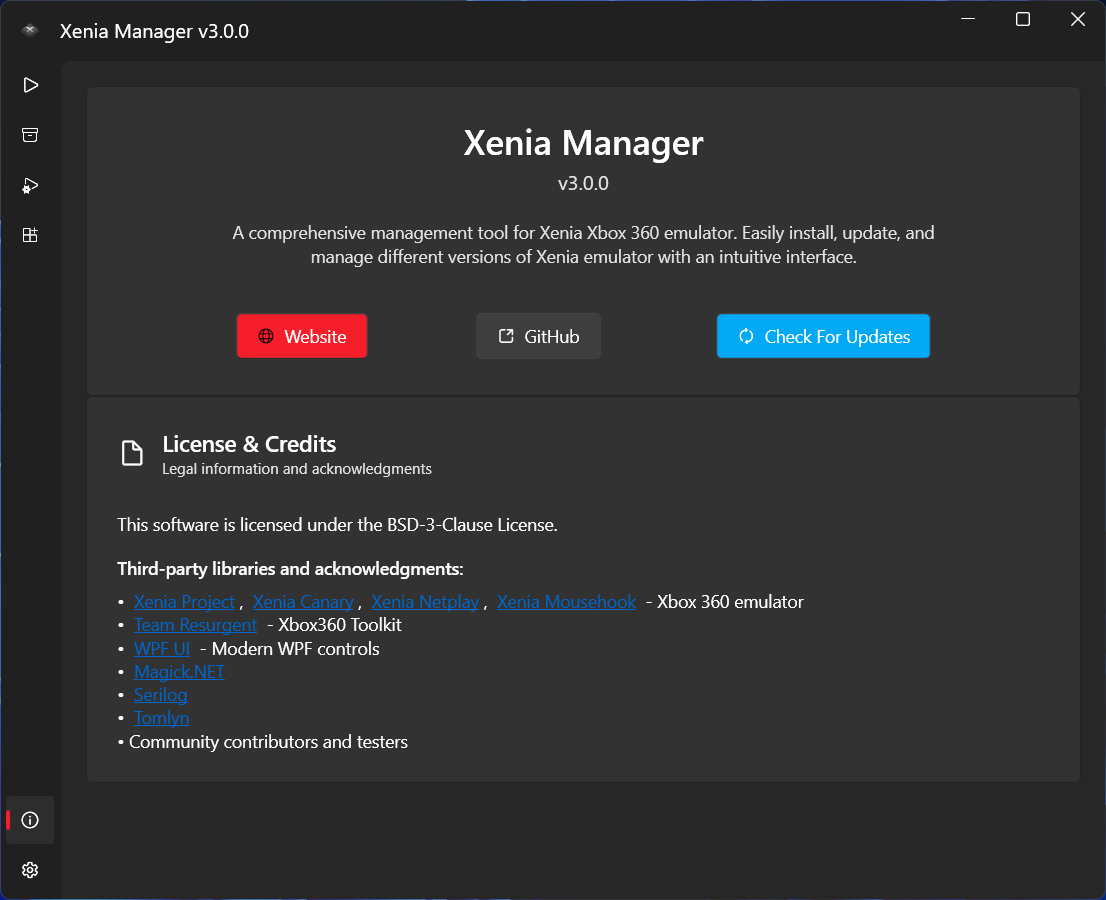 Xenia Manager v3.0.0
Xenia Manager
v3.0.0
A comprehensive management tool for Xenia Xbox 360 emulator. Easily install, update, and
manage different versions of Xenia emulator with an intuitive interface.
Website
GitHub
Check For Updates
License & Credits
Legal information and acknowledgments
This software is licensed under the BSD-3-Clause License.
Third-party libraries and acknowledgments:
• Xenia Project , Xenia Canary , Xenia Netplay , Xenia Mousehook - Xbox 360 emulator
• Team Resurgent - Xbox360 Toolkit
• WPF UI - Modern WPF controls
• Magick.NET
• Serilog
• Tomlyn
• Community contributors and testers